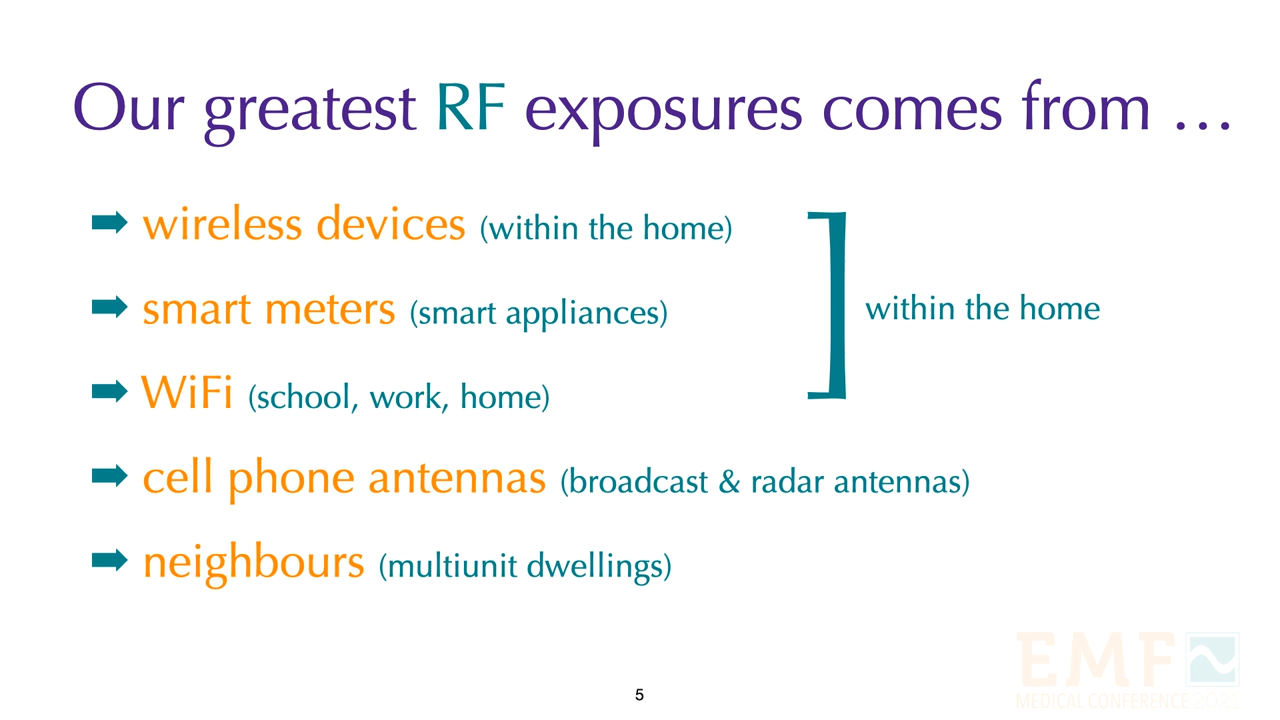 Our greatest RF exposures comes from …
➡ wireless devices (within the home)
➡ smart meters (smart appliances)
within the home
➡ WiFi (school, work, home)
➡ cell phone antennas (broadcast & radar antennas)
➡ neighbours (multiunit dwellings)
EMF
MEDICAL CONFERENCE 2021
5